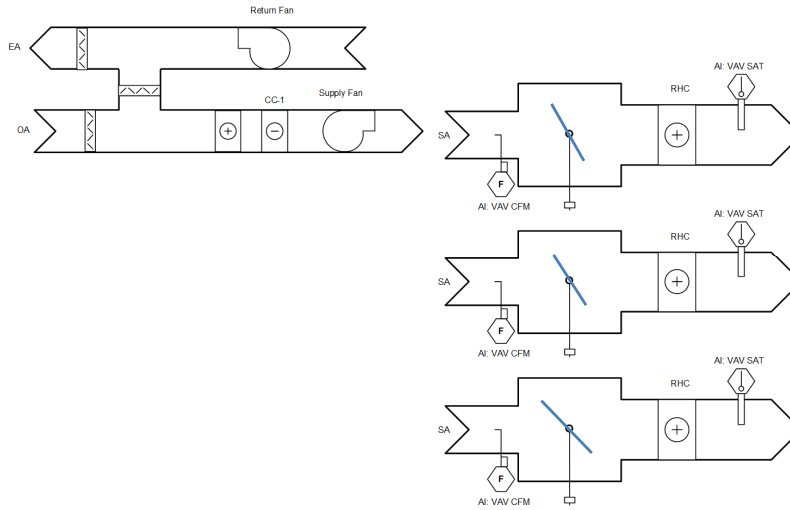 Return Fan
EA
CC-1
Supply Fan
OA
AI: VAV SAT
RHC
SA
F
AI: VAV CFM
AI: VAV SAT
RHC
SA
F
AI: VAV CFM
AI: VAV SAT
RHC
SA
F
AI: VAV CFM